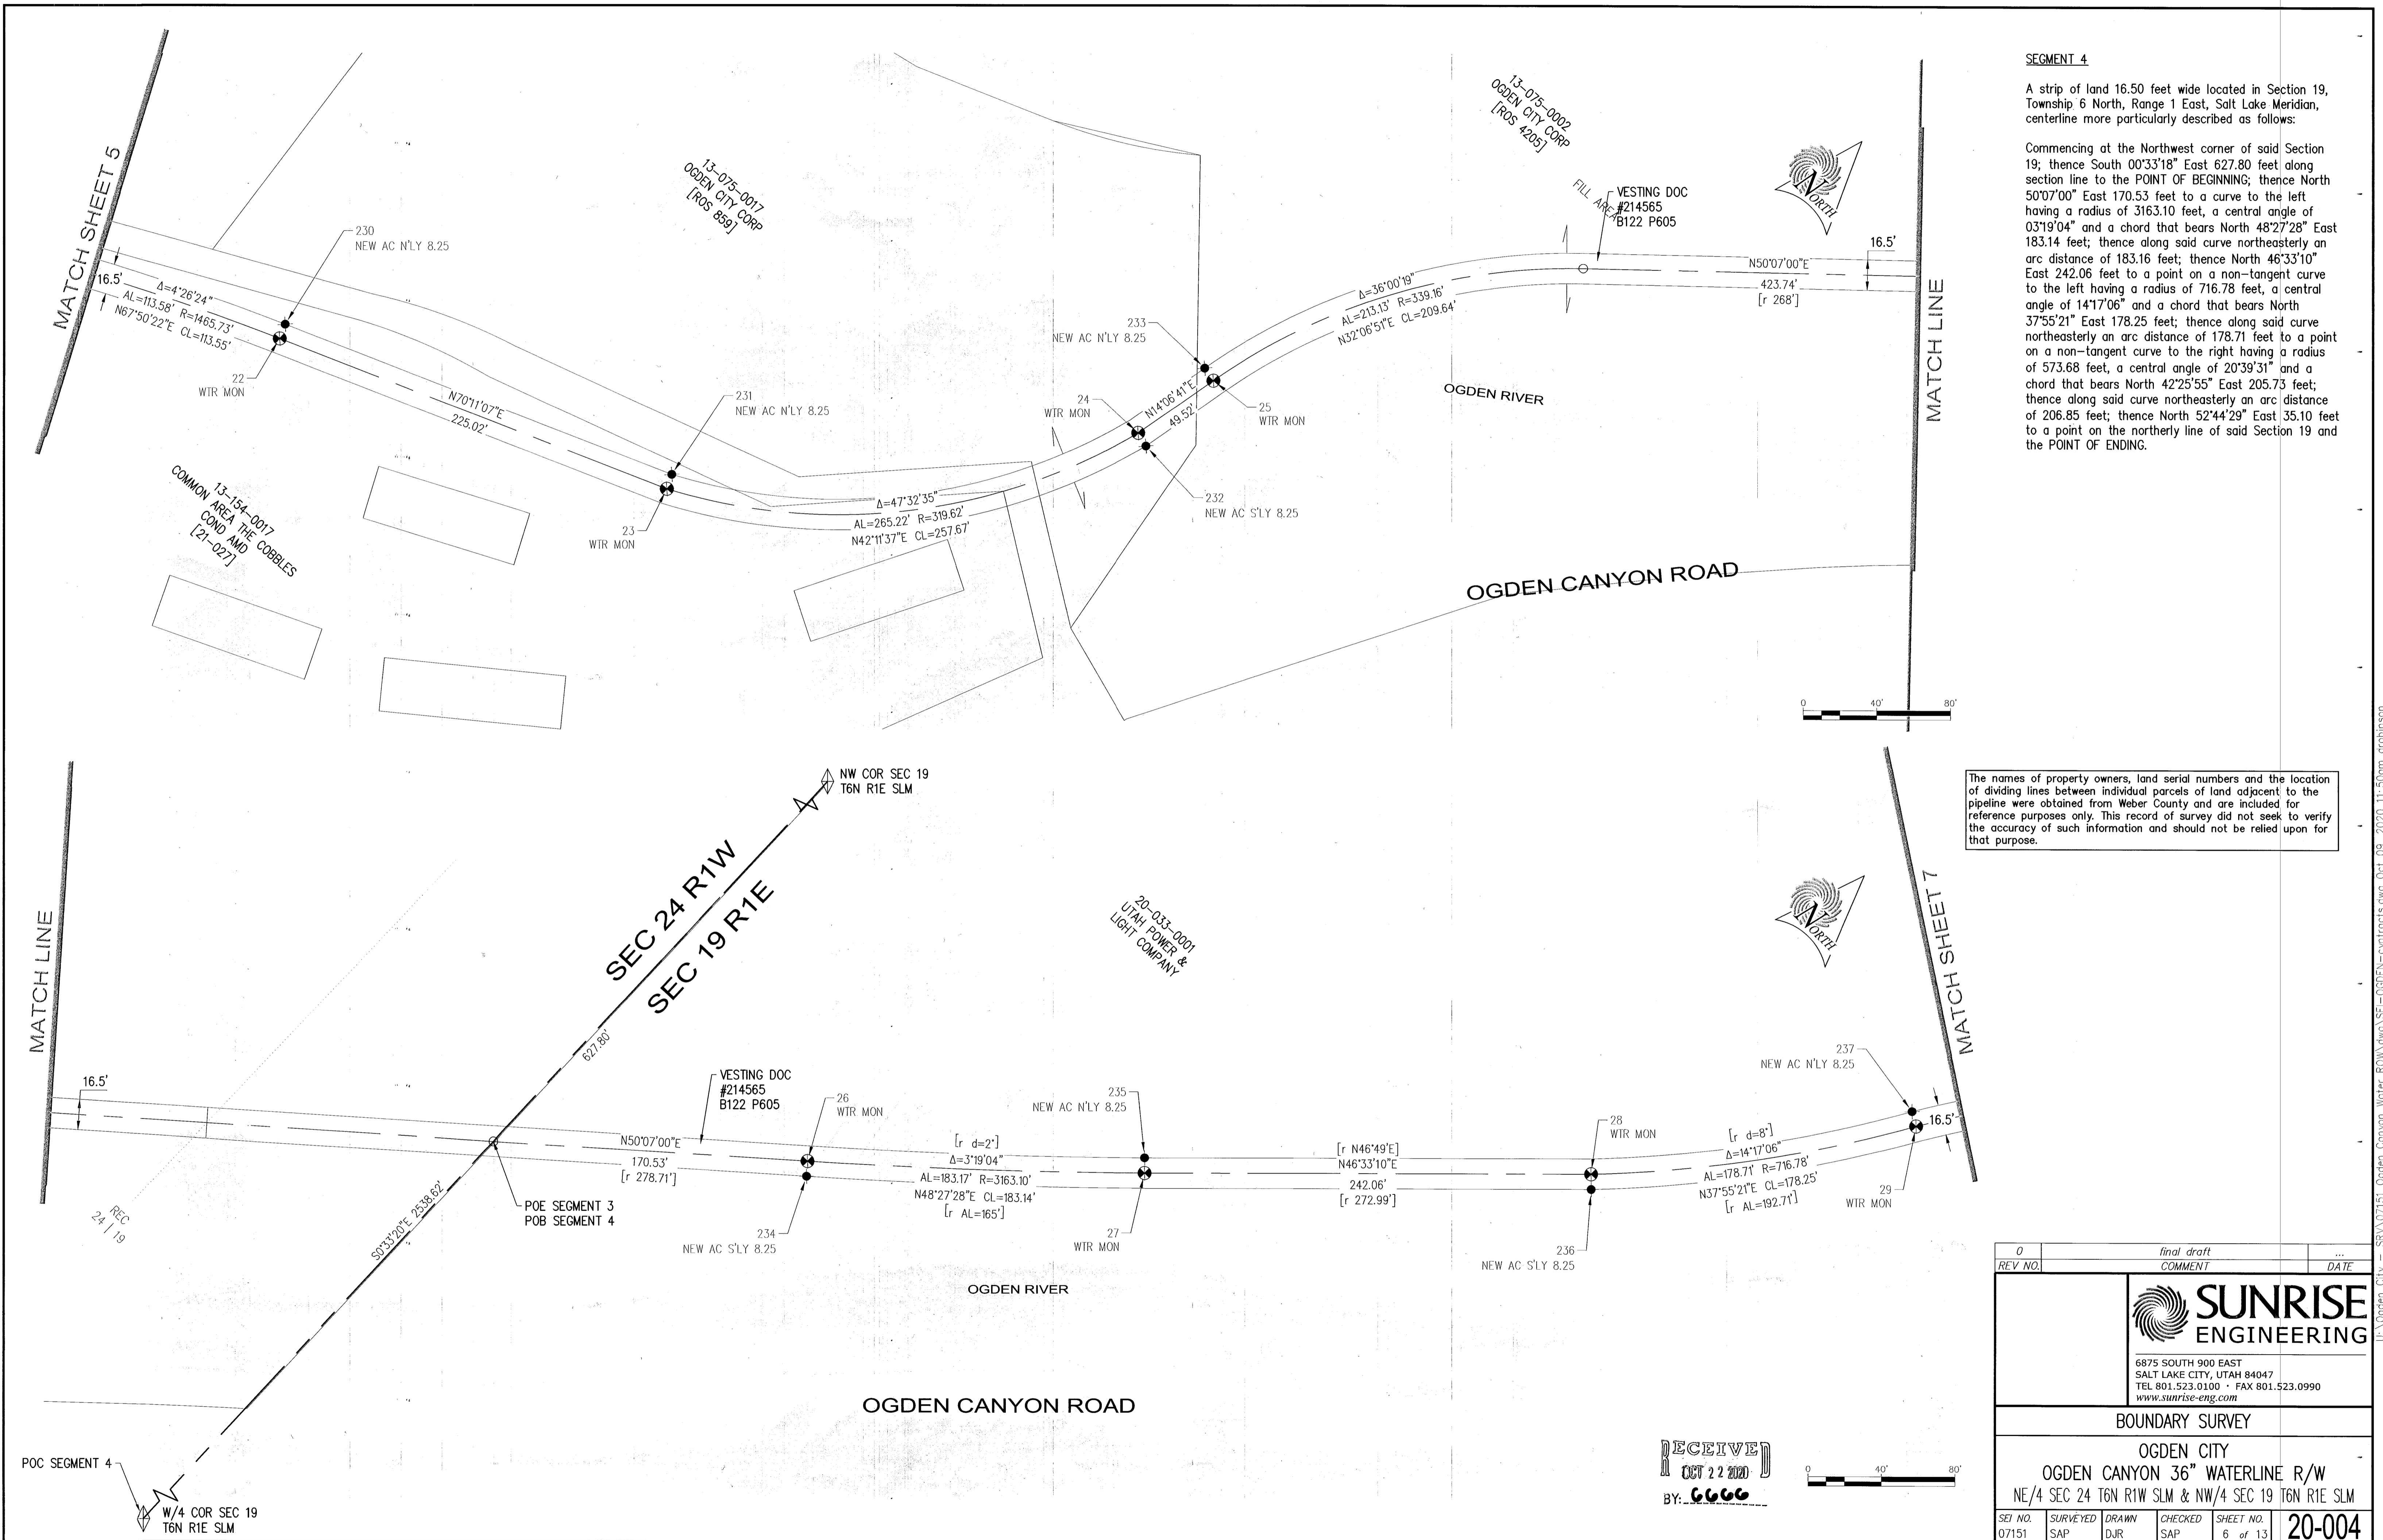 MATCH SHEET 5
16.5'
Δ=4°26'24"
AL=113.58' R=1465.73'
N67°50'22"E CL=113.55'
230
NEW AC N'LY 8.25
22
WTR MON
13-075-0017
OGDEN CITY CORP
[ROS 859]
N70°11'07"E
225.02'
231
NEW AC N'LY 8.25
23
WTR MON
13-154-0017
COMMON AREA THE COBBLES
COND AMD
[21-027]
Δ=47°32'35"
AL=265.22' R=319.62'
N42°11'37"E CL=257.67'
24
WTR MON
N14°06'41"E
49.52'
233
NEW AC N'LY 8.25
25
WTR MON
232
NEW AC S'LY 8.25
13-075-0002
OGDEN CITY CORP
[ROS 4205]
FILL AREA
VESTING DOC
#214565
B122 P605
Δ=36°00'19"
AL=213.13' R=339.16'
N32°06'51"E CL=209.64'
N50°07'00"E
423.74'
[r 268']
16.5'
NORTH
OGDEN RIVER
OGDEN CANYON ROAD
MATCH LINE
0 40' 80'
SEGMENT 4
A strip of land 16.50 feet wide located in Section 19,
Township 6 North, Range 1 East, Salt Lake Meridian,
centerline more particularly described as follows:
Commencing at the Northwest corner of said Section
19; thence South 00°33'18" East 627.80 feet along
section line to the POINT OF BEGINNING; thence North
50°07'00" East 170.53 feet to a curve to the left
having a radius of 3163.10 feet, a central angle of
03°19'04" and a chord that bears North 48°27'28" East
183.14 feet; thence along said curve northeasterly an
arc distance of 183.16 feet; thence North 46°33'10"
East 242.06 feet to a point on a non-tangent curve
to the left having a radius of 716.78 feet, a central
angle of 14°17'06" and a chord that bears North
37°55'21" East 178.25 feet; thence along said curve
northeasterly an arc distance of 178.71 feet to a point
on a non-tangent curve to the right having a radius
of 573.68 feet, a central angle of 20°39'31" and a
chord that bears North 42°25'55" East 205.73 feet;
thence along said curve northeasterly an arc distance
of 206.85 feet; thence North 52°44'29" East 35.10 feet
to a point on the northerly line of said Section 19 and
the POINT OF ENDING.
The names of property owners, land serial numbers and the location
of dividing lines between individual parcels of land adjacent to the
pipeline were obtained from Weber County and are included for
reference purposes only. This record of survey did not seek to verify
the accuracy of such information and should not be relied upon for
that purpose.
MATCH LINE
16.5'
REC
24 | 19
NW COR SEC 19
T6N R1E SLM
SEC 24 R1W
SEC 19 R1E
627.80'
S0°33'20"E 2538.62'
POE SEGMENT 3
POB SEGMENT 4
POC SEGMENT 4
W/4 COR SEC 19
T6N R1E SLM
VESTING DOC
#214565
B122 P605
N50°07'00"E
170.53'
[r 278.71']
26
WTR MON
234
NEW AC S'LY 8.25
[r d=2°]
Δ=3°19'04"
AL=183.17' R=3163.10'
N48°27'28"E CL=183.14'
[r AL=165']
235
NEW AC N'LY 8.25
27
WTR MON
20-033-0001
UTAH POWER &
LIGHT COMPANY
[r N46°49'E]
N46°33'10"E
242.06'
[r 272.99']
28
WTR MON
236
NEW AC S'LY 8.25
[r d=8°]
Δ=14°17'06"
AL=178.71' R=716.78'
N37°55'21"E CL=178.25'
[r AL=192.71']
237
NEW AC N'LY 8.25
16.5'
29
WTR MON
NORTH
MATCH SHEET 7
OGDEN RIVER
OGDEN CANYON ROAD
RECEIVED
OCT 22 2020
BY: 6666
0 40' 80'
0 final draft ...
REV NO. COMMENT DATE
SUNRISE
ENGINEERING
6875 SOUTH 900 EAST
SALT LAKE CITY, UTAH 84047
TEL 801.523.0100 · FAX 801.523.0990
www.sunrise-eng.com
BOUNDARY SURVEY
OGDEN CITY
OGDEN CANYON 36" WATERLINE R/W
NE/4 SEC 24 T6N R1W SLM & NW/4 SEC 19 T6N R1E SLM
SEI NO. SURVEYED DRAWN CHECKED SHEET NO.
07151 SAP DJR SAP 6 of 13
20-004